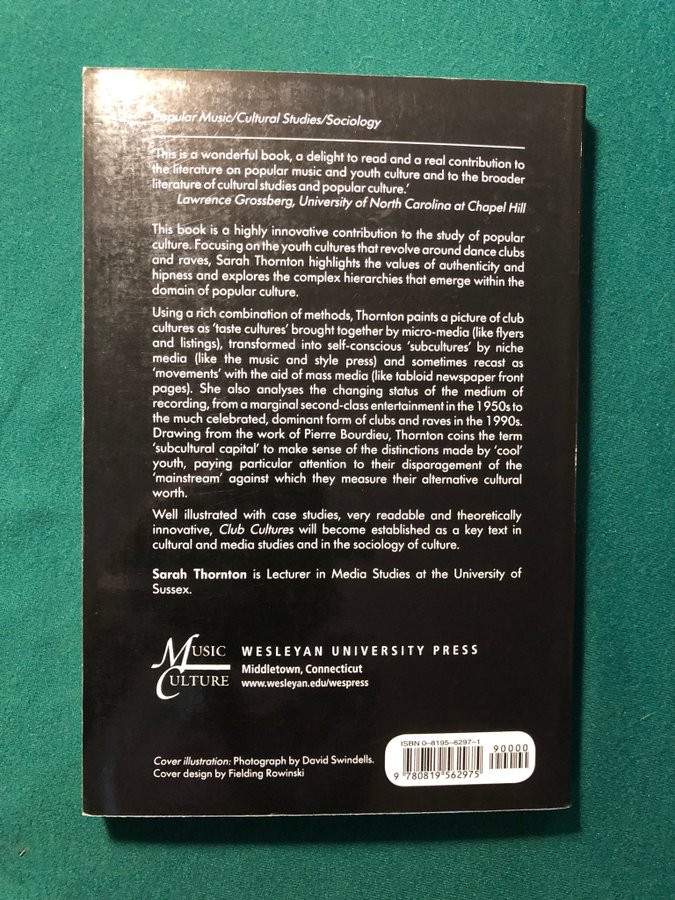 Popular Music/Cultural Studies/Sociology
'This is a wonderful book, a delight to read and a real contribution to
the literature on popular music and youth culture and to the broader
literature of cultural studies and popular culture.'
Lawrence Grossberg, University of North Carolina at Chapel Hill
This book is a highly innovative contribution to the study of popular
culture. Focusing on the youth cultures that revolve around dance clubs
and raves, Sarah Thornton highlights the values of authenticity and
hipness and explores the complex hierarchies that emerge within the
domain of popular culture.
Using a rich combination of methods, Thornton paints a picture of club
cultures as 'taste cultures' brought together by micro-media (like flyers
and listings), transformed into self-conscious 'subcultures' by niche
media (like the music and style press) and sometimes recast as
'movements' with the aid of mass media (like tabloid newspaper front
pages). She also analyses the changing status of the medium of
recording, from a marginal second-class entertainment in the 1950s to
the much celebrated, dominant form of clubs and raves in the 1990s.
Drawing from the work of Pierre Bourdieu, Thornton coins the term
'subcultural capital' to make sense of the distinctions made by 'cool'
youth, paying particular attention to their disparagement of the
'mainstream' against which they measure their alternative cultural
worth.
Well illustrated with case studies, very readable and theoretically
innovative, Club Cultures will become established as a key text in
cultural and media studies and in the sociology of culture.
Sarah Thornton is Lecturer in Media Studies at the University of
Sussex.
MUSIC
CULTURE
WESLEYAN UNIVERSITY PRESS
Middletown, Connecticut
www.wesleyan.edu/wespress
Cover illustration: Photograph by David Swindells.
Cover design by Fielding Rowinski
ISBN 0-8195-6297-1
90000
9 780819 562975